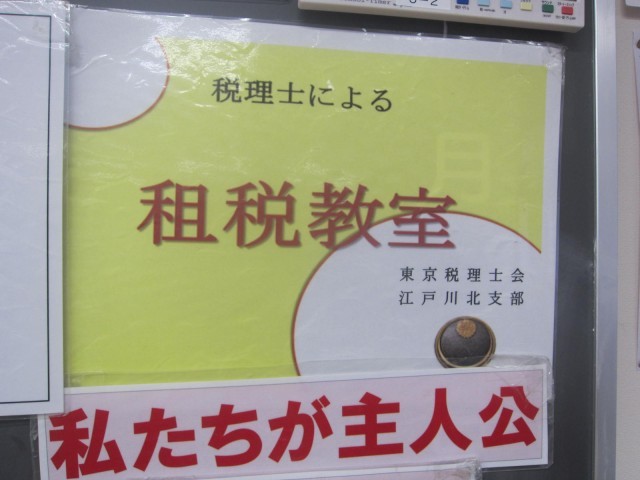 税理士による
租税教室
東京税理士会
江戸川北支部
私たちが主人公